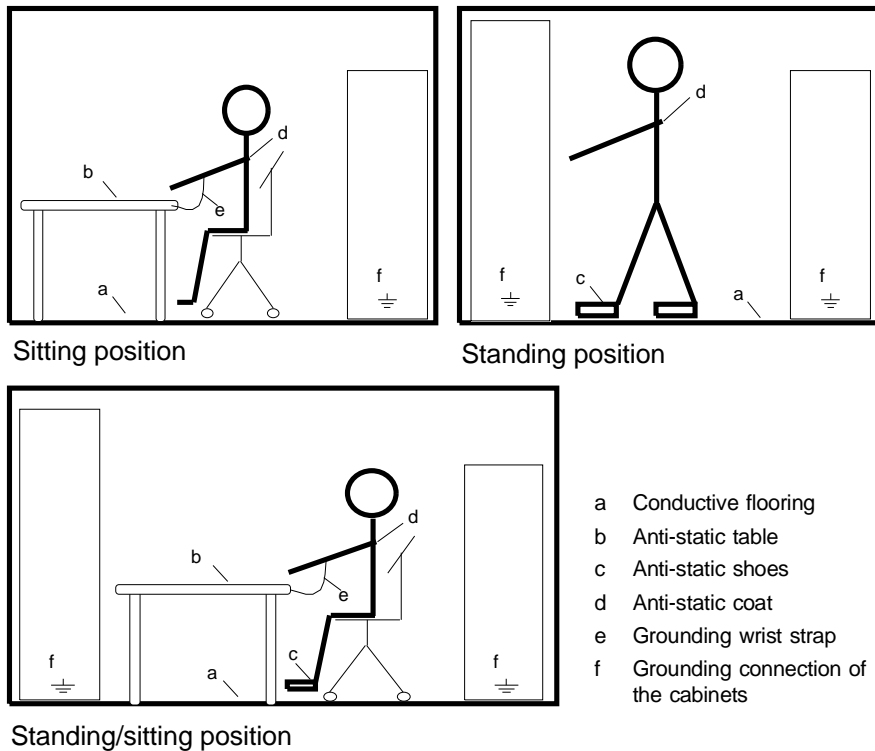 d
b
e
f
a
Sitting position
d
f
c
a
f
Standing position
d
b
e
c
f
a
f
Standing/sitting position
a Conductive flooring
b Anti-static table
c Anti-static shoes
d Anti-static coat
e Grounding wrist strap
f Grounding connection of
the cabinets